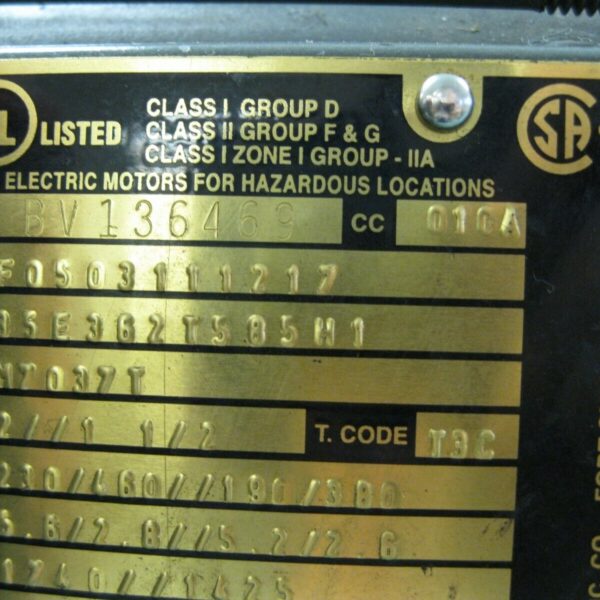 L LISTED
CLASS I GROUP D
CLASS II GROUP F & G
CLASS I ZONE I GROUP - IIA
ELECTRIC MOTORS FOR HAZARDOUS LOCATIONS
BV136469 CC 010A
F0503111217
35E362T585H1
M7037T
2//1 1/2 T. CODE T3C
230/460//190/380
5.6/2.8//5.2/2.6
1740//1425
SA